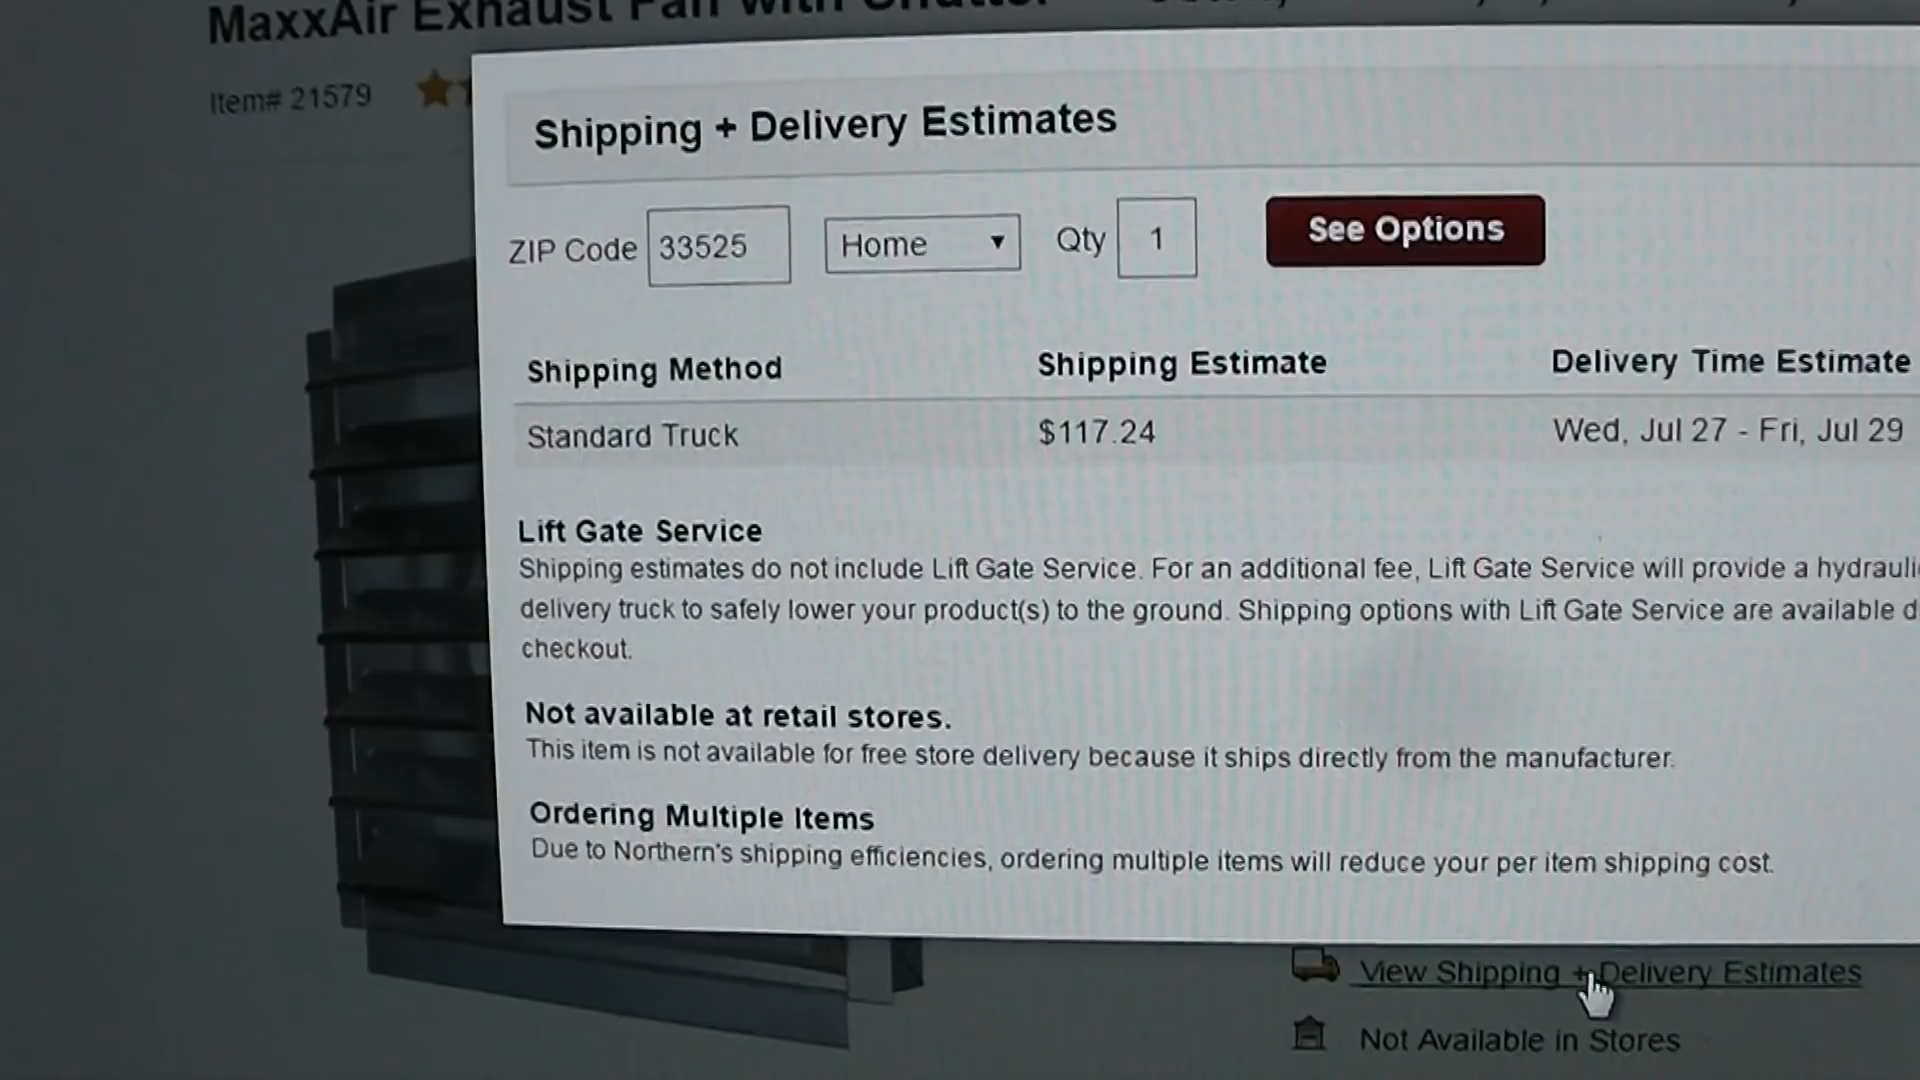 MaxxAir Exhaust Fan with Shutter
Item# 21579
Shipping + Delivery Estimates
ZIP Code 33525 Home Qty 1 See Options
Shipping Method Shipping Estimate Delivery Time Estimate
Standard Truck $117.24 Wed, Jul 27 - Fri, Jul 29
Lift Gate Service
Shipping estimates do not include Lift Gate Service. For an additional fee, Lift Gate Service will provide a hydrauli
delivery truck to safely lower your product(s) to the ground. Shipping options with Lift Gate Service are available d
checkout.
Not available at retail stores.
This item is not available for free store delivery because it ships directly from the manufacturer.
Ordering Multiple Items
Due to Northern's shipping efficiencies, ordering multiple items will reduce your per item shipping cost.
View Shipping + Delivery Estimates
Not Available in Stores